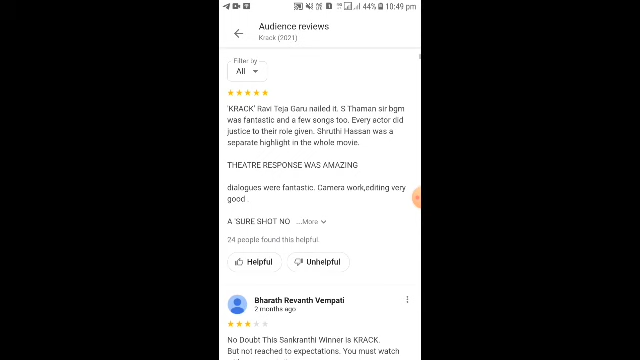 44% 10:49 pm
Audience reviews
Krack (2021)
Filter by
All
'KRACK' Ravi Teja Garu nailed it. S Thaman sir bgm
was fantastic and a few songs too. Every actor did
justice to their role given. Shruthi Hassan was a
separate highlight in the whole movie.
THEATRE RESPONSE WAS AMAZING
dialogues were fantastic. Camera work,editing very
good .
A 'SURE SHOT NO ...More
24 people found this helpful.
Helpful Unhelpful
Bharath Revanth Vempati
2 months ago
No Doubt This Sankranthi Winner is KRACK.
But not reached to expectations. You must watch